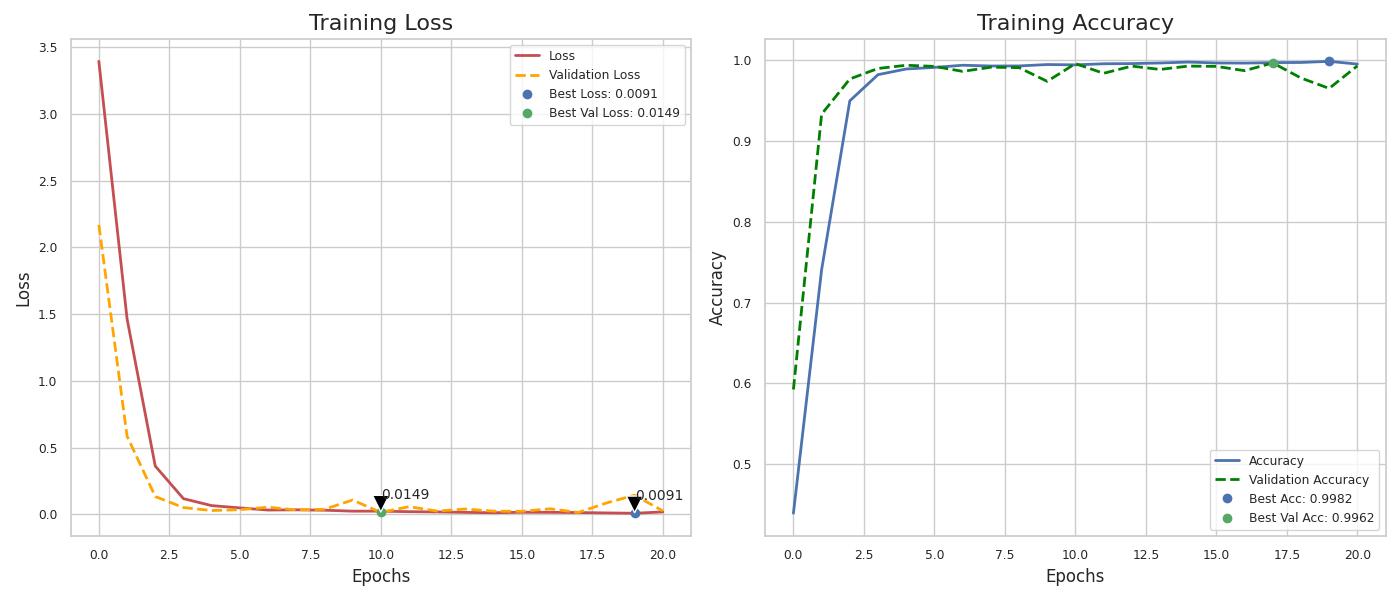 Training Loss
3.5
3.0
2.5
2.0
1.5
1.0
0.5
0.0
Loss
Loss
Validation Loss
Best Loss: 0.0091
Best Val Loss: 0.0149
0.0149
0.0091
0.0 2.5 5.0 7.5 10.0 12.5 15.0 17.5 20.0
Epochs
Training Accuracy
1.0
0.9
0.8
0.7
0.6
0.5
Accuracy
Accuracy
Validation Accuracy
Best Acc: 0.9982
Best Val Acc: 0.9962
0.0 2.5 5.0 7.5 10.0 12.5 15.0 17.5 20.0
Epochs